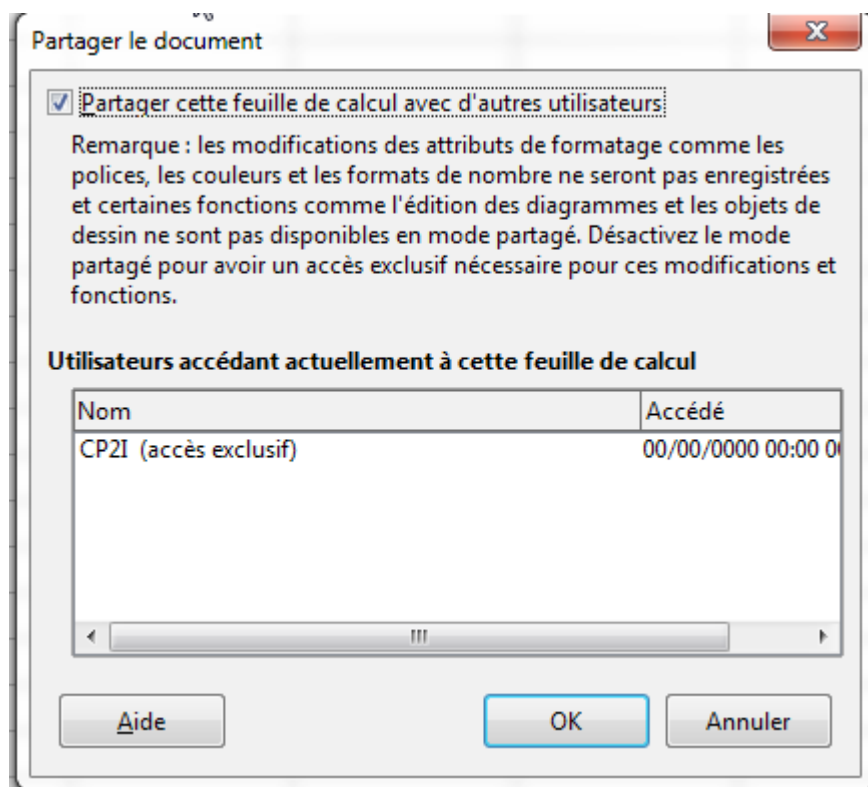 Partager le document
Partager cette feuille de calcul avec d'autres utilisateurs
Remarque : les modifications des attributs de formatage comme les
polices, les couleurs et les formats de nombre ne seront pas enregistrées
et certaines fonctions comme l'édition des diagrammes et les objets de
dessin ne sont pas disponibles en mode partagé. Désactivez le mode
partagé pour avoir un accès exclusif nécessaire pour ces modifications et
fonctions.
Utilisateurs accédant actuellement à cette feuille de calcul
Nom Accédé
CP2I (accès exclusif) 00/00/0000 00:00
Aide OK Annuler